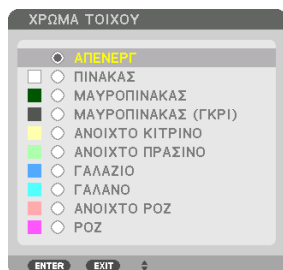 ΧΡΩΜΑ ΤΟΙΧΟΥ
ΑΠΕΝΕΡΓ
ΠΙΝΑΚΑΣ
ΜΑΥΡΟΠΙΝΑΚΑΣ
ΜΑΥΡΟΠΙΝΑΚΑΣ (ΓΚΡΙ)
ΑΝΟΙΧΤΟ ΚΙΤΡΙΝΟ
ΑΝΟΙΧΤΟ ΠΡΑΣΙΝΟ
ΓΑΛΑΖΙΟ
ΓΑΛΑΝΟ
ΑΝΟΙΧΤΟ ΡΟΖ
ΡΟΖ
ENTER EXIT